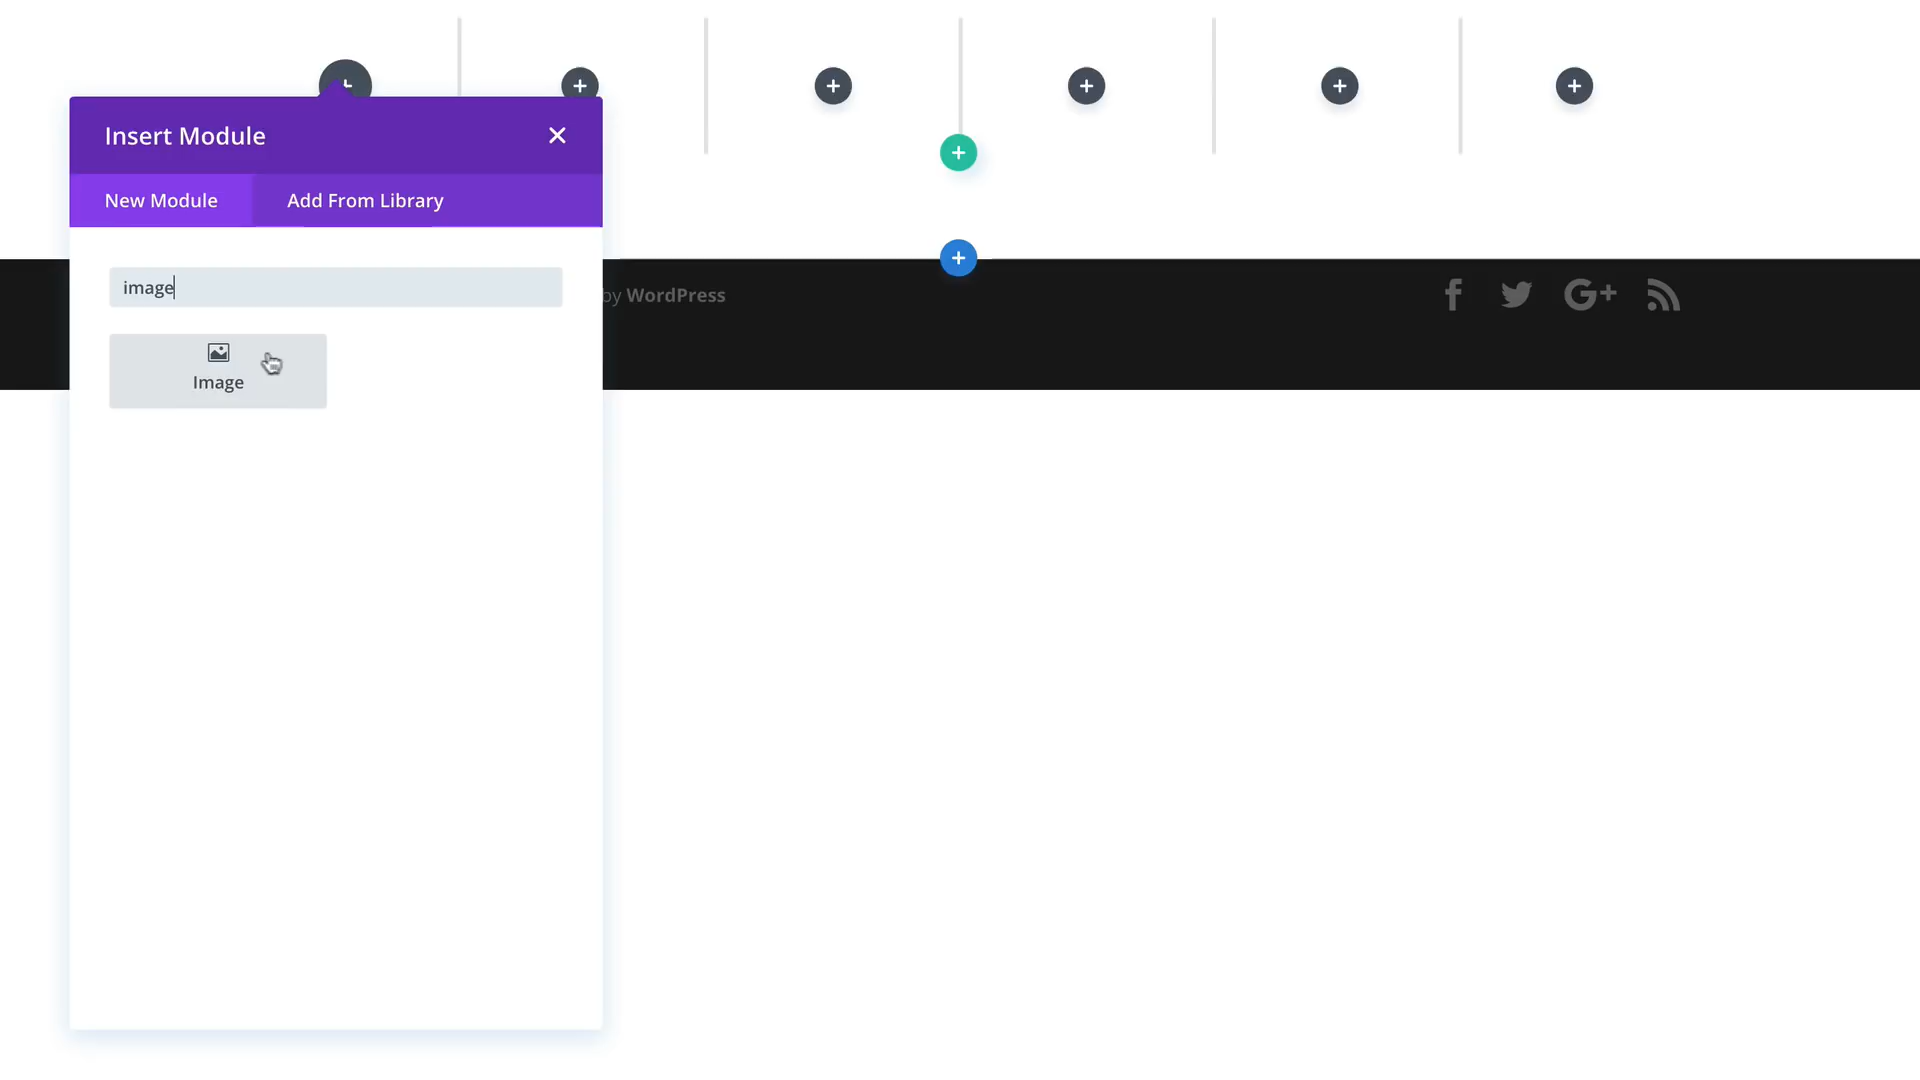 Insert Module
New Module
Add From Library
image
by WordPress
Image